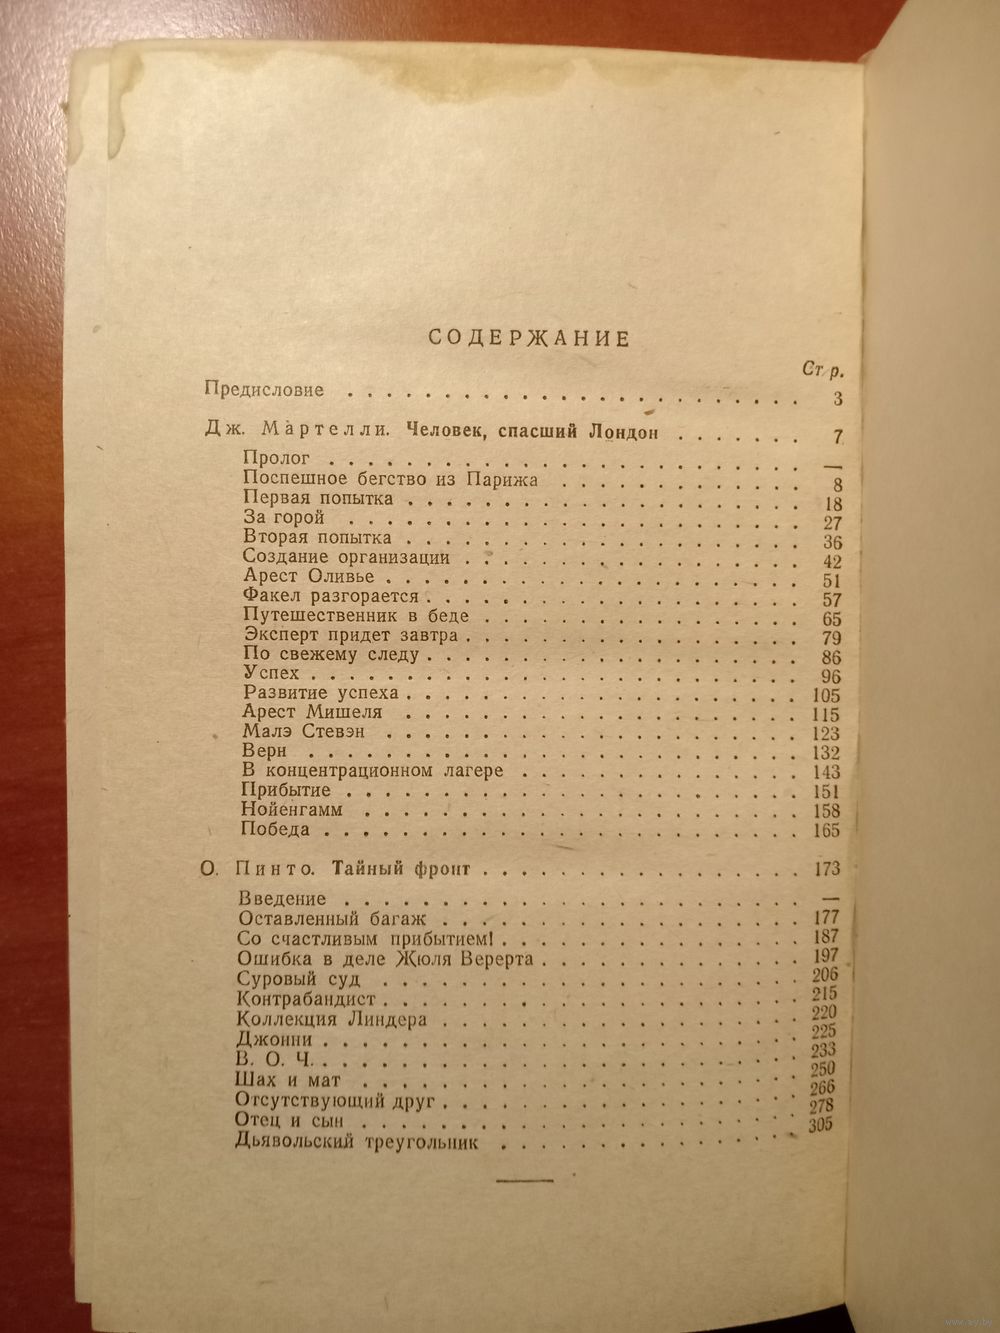 СОДЕРЖАНИЕ
Стр.
Предисловие . . . . . . . . . . . . . . . . . . . . . . . . 3
Дж. Мартелли. Человек, спасший Лондон . . . . . . . 7
Пролог . . . . . . . . . . . . . . . . . . . . . . . . . —
Поспешное бегство из Парижа . . . . . . . . . . . . . 8
Первая попытка . . . . . . . . . . . . . . . . . . . . . 18
За горой . . . . . . . . . . . . . . . . . . . . . . . . 27
Вторая попытка . . . . . . . . . . . . . . . . . . . . . 36
Создание организации . . . . . . . . . . . . . . . . . . 42
Арест Оливье . . . . . . . . . . . . . . . . . . . . . . 51
Факел разгорается . . . . . . . . . . . . . . . . . . . . 57
Путешественник в беде . . . . . . . . . . . . . . . . . 65
Эксперт придет завтра . . . . . . . . . . . . . . . . . . 79
По свежему следу . . . . . . . . . . . . . . . . . . . . 86
Успех . . . . . . . . . . . . . . . . . . . . . . . . . . 96
Развитие успеха . . . . . . . . . . . . . . . . . . . . . 105
Арест Мишеля . . . . . . . . . . . . . . . . . . . . . 115
Малэ Стевэн . . . . . . . . . . . . . . . . . . . . . . 123
Верн . . . . . . . . . . . . . . . . . . . . . . . . . . 132
В концентрационном лагере . . . . . . . . . . . . . . . 143
Прибытие . . . . . . . . . . . . . . . . . . . . . . . . 151
Нойенгамм . . . . . . . . . . . . . . . . . . . . . . . 158
Победа . . . . . . . . . . . . . . . . . . . . . . . . . 165
О. Пинто. Тайный фронт . . . . . . . . . . . . . . . . . 173
Введение . . . . . . . . . . . . . . . . . . . . . . . . —
Оставленный багаж . . . . . . . . . . . . . . . . . . . 177
Со счастливым прибытием! . . . . . . . . . . . . . . . . 187
Ошибка в деле Жюля Верерта . . . . . . . . . . . . . . 197
Суровый суд . . . . . . . . . . . . . . . . . . . . . . 206
Контрабандист . . . . . . . . . . . . . . . . . . . . . . 215
Коллекция Линдера . . . . . . . . . . . . . . . . . . . 220
Джонни . . . . . . . . . . . . . . . . . . . . . . . . . 225
В. О. Ч. . . . . . . . . . . . . . . . . . . . . . . . . . 233
Шах и мат . . . . . . . . . . . . . . . . . . . . . . . 250
Отсутствующий друг . . . . . . . . . . . . . . . . . . . 266
Отец и сын . . . . . . . . . . . . . . . . . . . . . . . 278
Дьявольский треугольник . . . . . . . . . . . . . . . . 305
www.ay.by